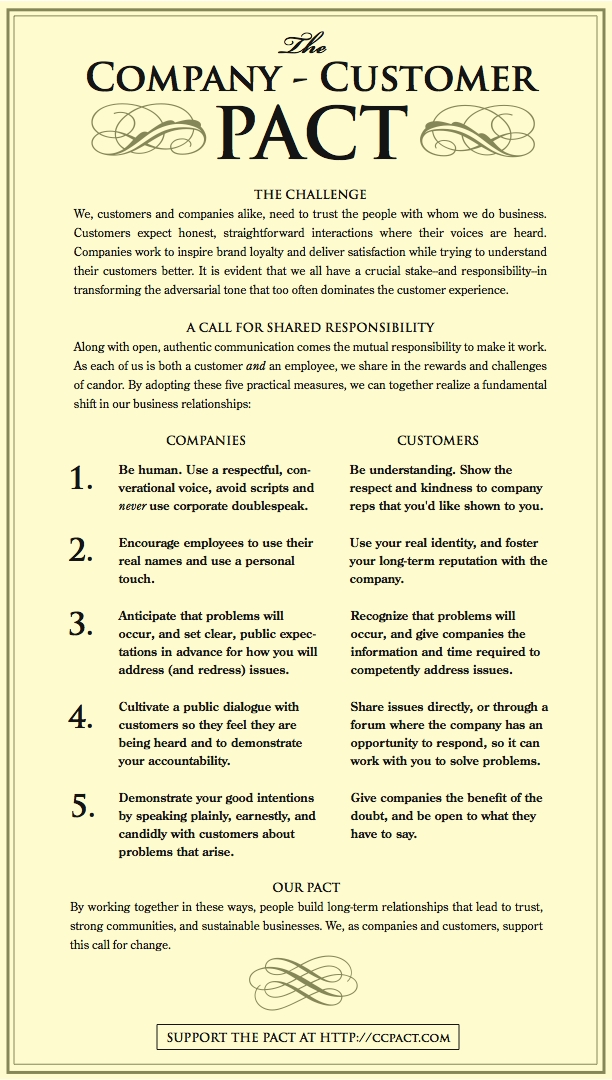 The
COMPANY - CUSTOMER
PACT
THE CHALLENGE
We, customers and companies alike, need to trust the people with whom we do business.
Customers expect honest, straightforward interactions where their voices are heard.
Companies work to inspire brand loyalty and deliver satisfaction while trying to understand
their customers better. It is evident that we all have a crucial stake–and responsibility–in
transforming the adversarial tone that too often dominates the customer experience.
A CALL FOR SHARED RESPONSIBILITY
Along with open, authentic communication comes the mutual responsibility to make it work.
As each of us is both a customer and an employee, we share in the rewards and challenges
of candor. By adopting these five practical measures, we can together realize a fundamental
shift in our business relationships:
COMPANIES
CUSTOMERS
1.
Be human. Use a respectful, con-
verational voice, avoid scripts and
never use corporate doublespeak.
Be understanding. Show the
respect and kindness to company
reps that you'd like shown to you.
2.
Encourage employees to use their
real names and use a personal
touch.
Use your real identity, and foster
your long-term reputation with the
company.
3.
Anticipate that problems will
occur, and set clear, public expec-
tations in advance for how you will
address (and redress) issues.
Recognize that problems will
occur, and give companies the
information and time required to
competently address issues.
4.
Cultivate a public dialogue with
customers so they feel they are
being heard and to demonstrate
your accountability.
Share issues directly, or through a
forum where the company has an
opportunity to respond, so it can
work with you to solve problems.
5.
Demonstrate your good intentions
by speaking plainly, earnestly, and
candidly with customers about
problems that arise.
Give companies the benefit of the
doubt, and be open to what they
have to say.
OUR PACT
By working together in these ways, people build long-term relationships that lead to trust,
strong communities, and sustainable businesses. We, as companies and customers, support
this call for change.
SUPPORT THE PACT AT HTTP://CCPACT.COM